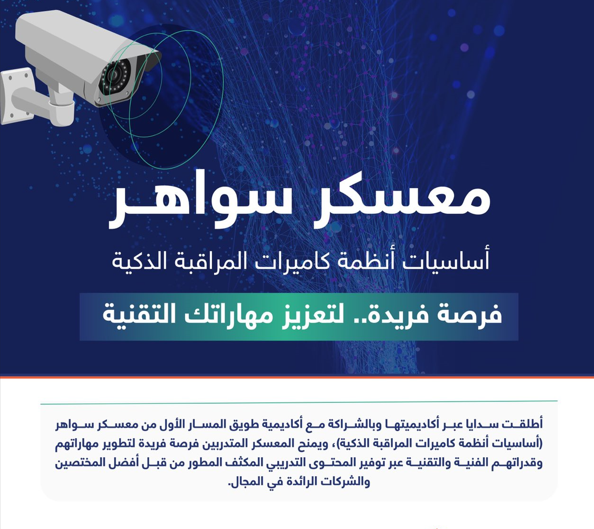 معسكر سواهر
أساسيات أنظمة كاميرات المراقبة الذكية
فرصة فريدة.. لتعزيز مهاراتك التقنية
أطلقت سدايا عبر أكاديميتها وبالشراكة مع أكاديمية طويق المسار الأول من معسكر سواهر
(أساسيات أنظمة كاميرات المراقبة الذكية)، ويمنح المعسكر المتدربين فرصة فريدة لتطوير مهاراتهم
وقدراتهم الفنية والتقنية عبر توفير المحتوى التدريبي المكثف المطور من قبل أفضل المختصين
والشركات الرائدة في المجال.